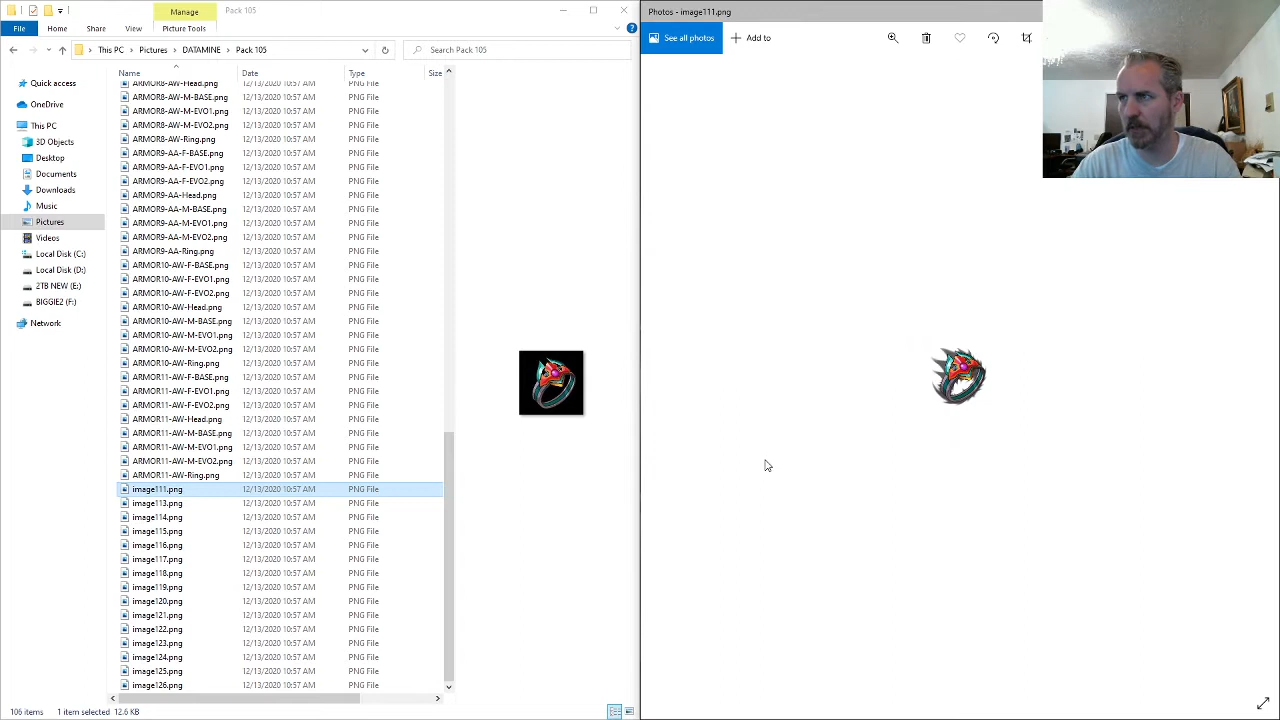 Manage
Pack 105
File
Home
Share
View
Picture Tools
This PC
Pictures
DATAMINE
Pack 105
Search Pack 105
Name
Date
Type
Size
Quick access
OneDrive
This PC
3D Objects
Desktop
Documents
Downloads
Music
Pictures
Videos
Local Disk (C:)
Local Disk (D:)
2TB NEW (E:)
BIGGIE2 (F:)
Network
ARMOR8-AW-Head.png 12/13/2020 10:57 AM PNG File
ARMOR8-AW-M-BASE.png 12/13/2020 10:57 AM PNG File
ARMOR8-AW-M-EVO1.png 12/13/2020 10:57 AM PNG File
ARMOR8-AW-M-EVO2.png 12/13/2020 10:57 AM PNG File
ARMOR8-AW-Ring.png 12/13/2020 10:57 AM PNG File
ARMOR9-AA-F-BASE.png 12/13/2020 10:57 AM PNG File
ARMOR9-AA-F-EVO1.png 12/13/2020 10:57 AM PNG File
ARMOR9-AA-F-EVO2.png 12/13/2020 10:57 AM PNG File
ARMOR9-AA-Head.png 12/13/2020 10:57 AM PNG File
ARMOR9-AA-M-BASE.png 12/13/2020 10:57 AM PNG File
ARMOR9-AA-M-EVO1.png 12/13/2020 10:57 AM PNG File
ARMOR9-AA-M-EVO2.png 12/13/2020 10:57 AM PNG File
ARMOR9-AA-Ring.png 12/13/2020 10:57 AM PNG File
ARMOR10-AW-F-BASE.png 12/13/2020 10:57 AM PNG File
ARMOR10-AW-F-EVO1.png 12/13/2020 10:57 AM PNG File
ARMOR10-AW-F-EVO2.png 12/13/2020 10:57 AM PNG File
ARMOR10-AW-Head.png 12/13/2020 10:57 AM PNG File
ARMOR10-AW-M-BASE.png 12/13/2020 10:57 AM PNG File
ARMOR10-AW-M-EVO1.png 12/13/2020 10:57 AM PNG File
ARMOR10-AW-M-EVO2.png 12/13/2020 10:57 AM PNG File
ARMOR10-AW-Ring.png 12/13/2020 10:57 AM PNG File
ARMOR11-AW-F-BASE.png 12/13/2020 10:57 AM PNG File
ARMOR11-AW-F-EVO1.png 12/13/2020 10:57 AM PNG File
ARMOR11-AW-F-EVO2.png 12/13/2020 10:57 AM PNG File
ARMOR11-AW-Head.png 12/13/2020 10:57 AM PNG File
ARMOR11-AW-M-BASE.png 12/13/2020 10:57 AM PNG File
ARMOR11-AW-M-EVO1.png 12/13/2020 10:57 AM PNG File
ARMOR11-AW-M-EVO2.png 12/13/2020 10:57 AM PNG File
ARMOR11-AW-Ring.png 12/13/2020 10:57 AM PNG File
image111.png 12/13/2020 10:57 AM PNG File
image113.png 12/13/2020 10:57 AM PNG File
image114.png 12/13/2020 10:57 AM PNG File
image115.png 12/13/2020 10:57 AM PNG File
image116.png 12/13/2020 10:57 AM PNG File
image117.png 12/13/2020 10:57 AM PNG File
image118.png 12/13/2020 10:57 AM PNG File
image119.png 12/13/2020 10:57 AM PNG File
image120.png 12/13/2020 10:57 AM PNG File
image121.png 12/13/2020 10:57 AM PNG File
image122.png 12/13/2020 10:57 AM PNG File
image123.png 12/13/2020 10:57 AM PNG File
image124.png 12/13/2020 10:57 AM PNG File
image125.png 12/13/2020 10:57 AM PNG File
image126.png 12/13/2020 10:57 AM PNG File
106 items 1 item selected 12.6 KB
Photos - image111.png
See all photos
Add to